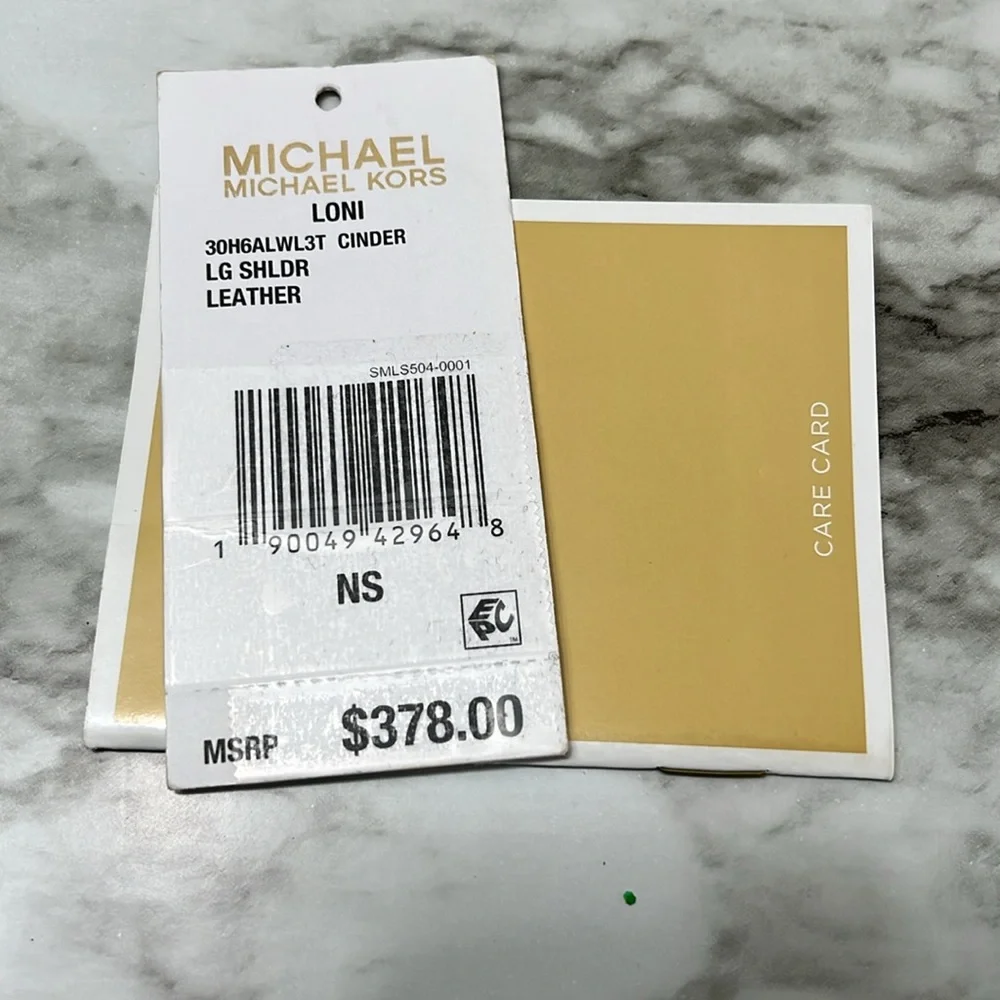 MICHAEL
MICHAEL KORS
LONI
30H6ALWL3T CINDER
LG SHLDR
LEATHER
SMLS504-0001
1 90049 42964 8
NS
EPC
TM
MSRP $378.00
CARE CARD